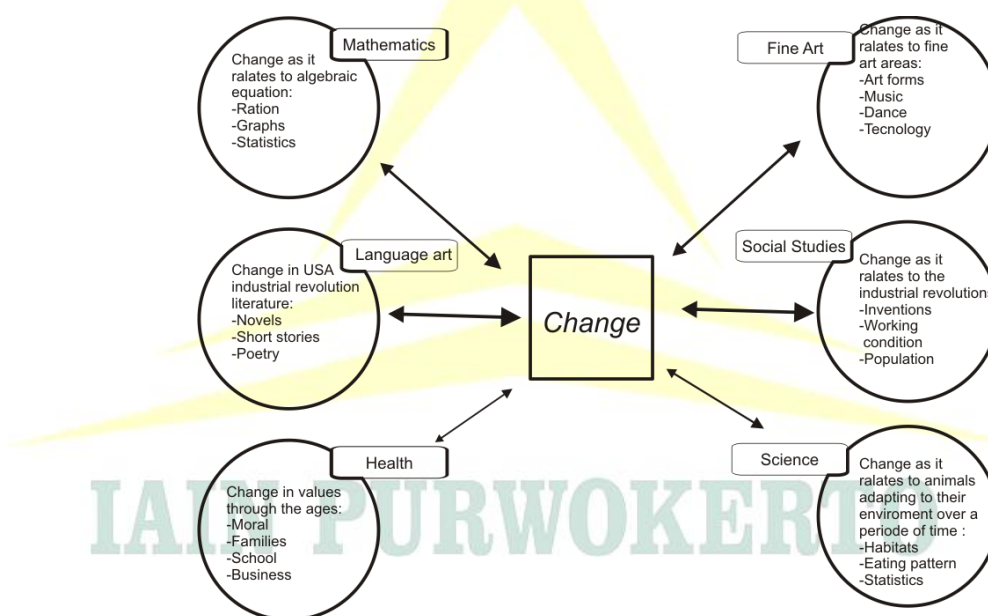 Mathematics
Change as it
ralates to algebraic
equation:
-Ration
-Graphs
-Statistics
Fine Art
Change as it
ralates to fine
art areas:
-Art forms
-Music
-Dance
-Tecnology
Language art
Change in USA
industrial revolution
literature:
-Novels
-Short stories
-Poetry
Change
Social Studies
Change as it
ralates to the
industrial revolutions
-Inventions
-Working
condition
-Population
Health
Change in values
through the ages:
-Moral
-Families
-School
-Business
Science
Change as it
ralates to animals
adapting to their
enviroment over a
periode of time :
-Habitats
-Eating pattern
-Statistics
IAIN PURWOKERTO